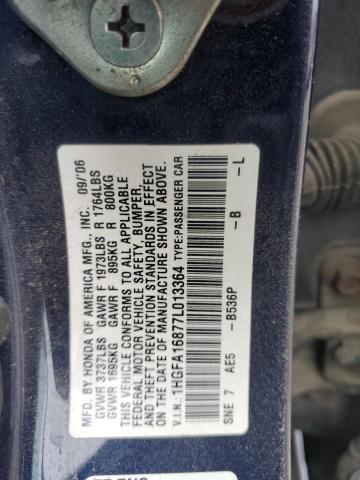 MFD. BY HONDA OF AMERICA MFG., INC. 09/06
GVWR 3737LBS GAWR F 1973LBS R 1764LBS
GVWR 1695KG GAWR F 895KG R 800KG
THIS VEHICLE CONFORMS TO ALL APPLICABLE
FEDERAL MOTOR VEHICLE SAFETY, BUMPER,
AND THEFT PREVENTION STANDARDS IN EFFECT
ON THE DATE OF MANUFACTURE SHOWN ABOVE.
V.I.N.: 1HGFA16877L013364 TYPE:PASSENGER CAR
SNE 7 AE5 -B536P -B -L